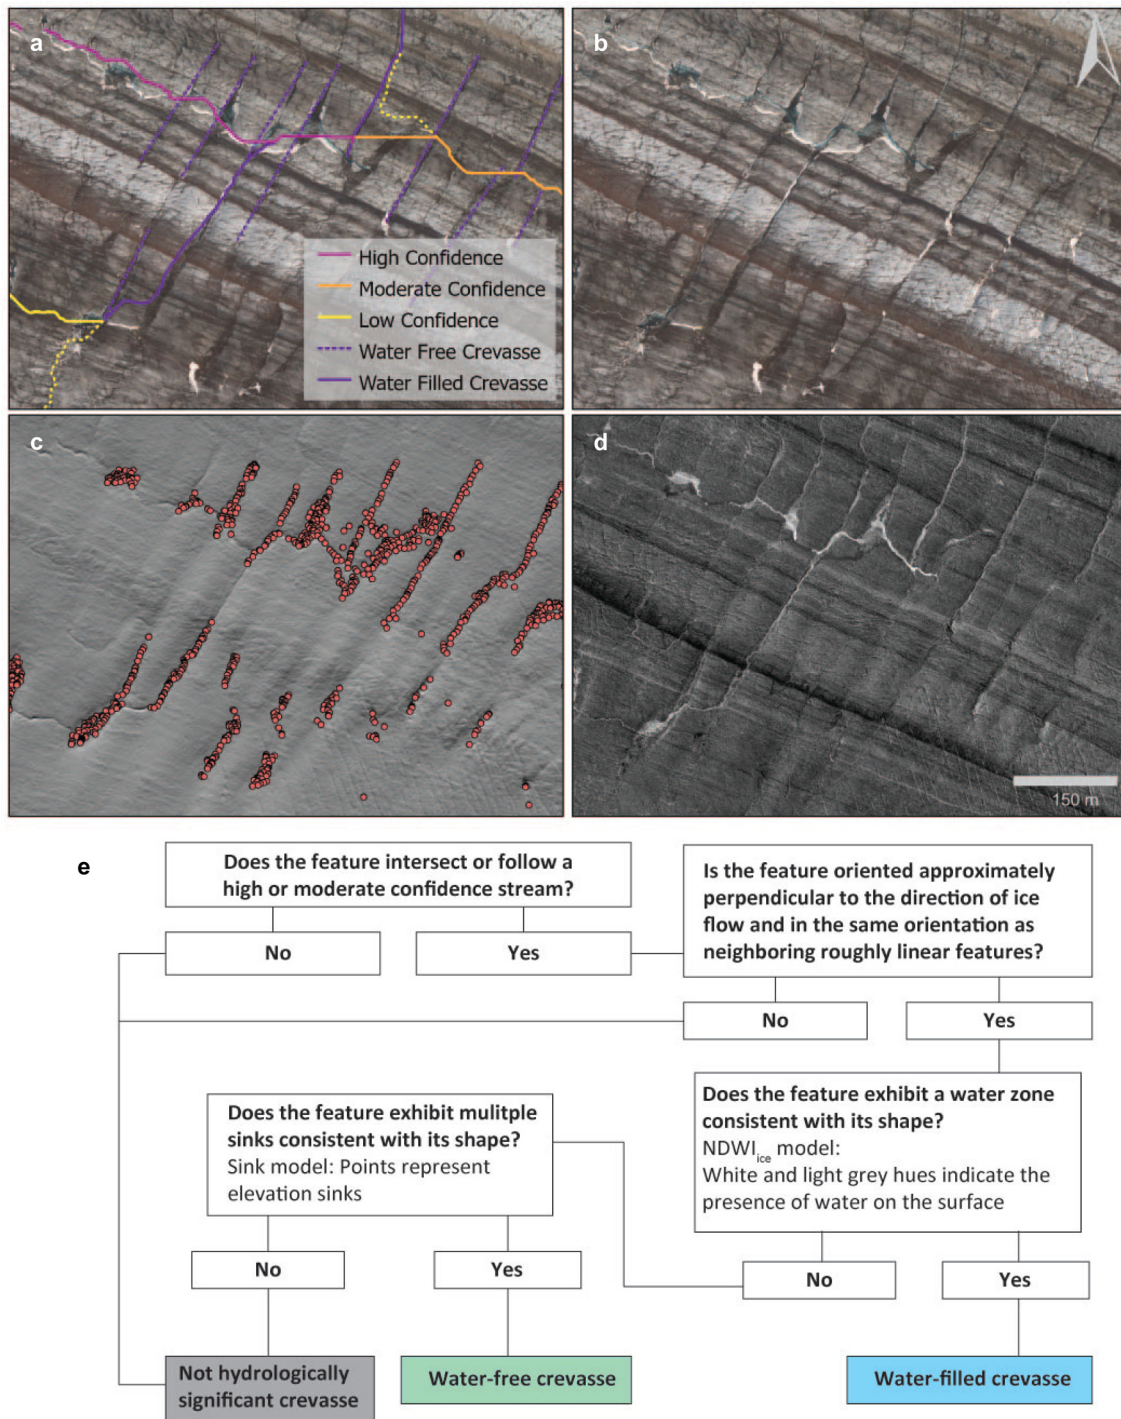 a
b
High Confidence
Moderate Confidence
Low Confidence
Water Free Crevasse
Water Filled Crevasse
c
d
150 m
e
Does the feature intersect or follow a
high or moderate confidence stream?
No
Yes
Is the feature oriented approximately
perpendicular to the direction of ice
flow and in the same orientation as
neighboring roughly linear features?
No
Yes
Does the feature exhibit mulitple
sinks consistent with its shape?
Sink model: Points represent
elevation sinks
Does the feature exhibit a water zone
consistent with its shape?
NDWIice model:
White and light grey hues indicate the
presence of water on the surface
No
Yes
No
Yes
Not hydrologically
significant crevasse
Water-free crevasse
Water-filled crevasse